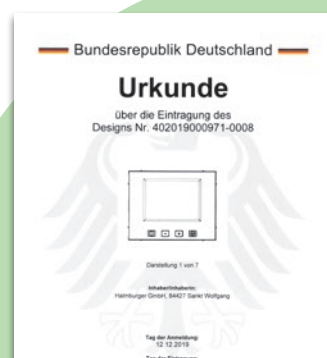 Bundesrepublik Deutschland
Urkunde
über die Eintragung des
Designs Nr. 402019000971-0008
Darstellung 1 von 7
Inhaber/Inhaberin:
Haimburger GmbH, 84427 Sankt Wolfgang
Tag der Anmeldung:
12.12.2019